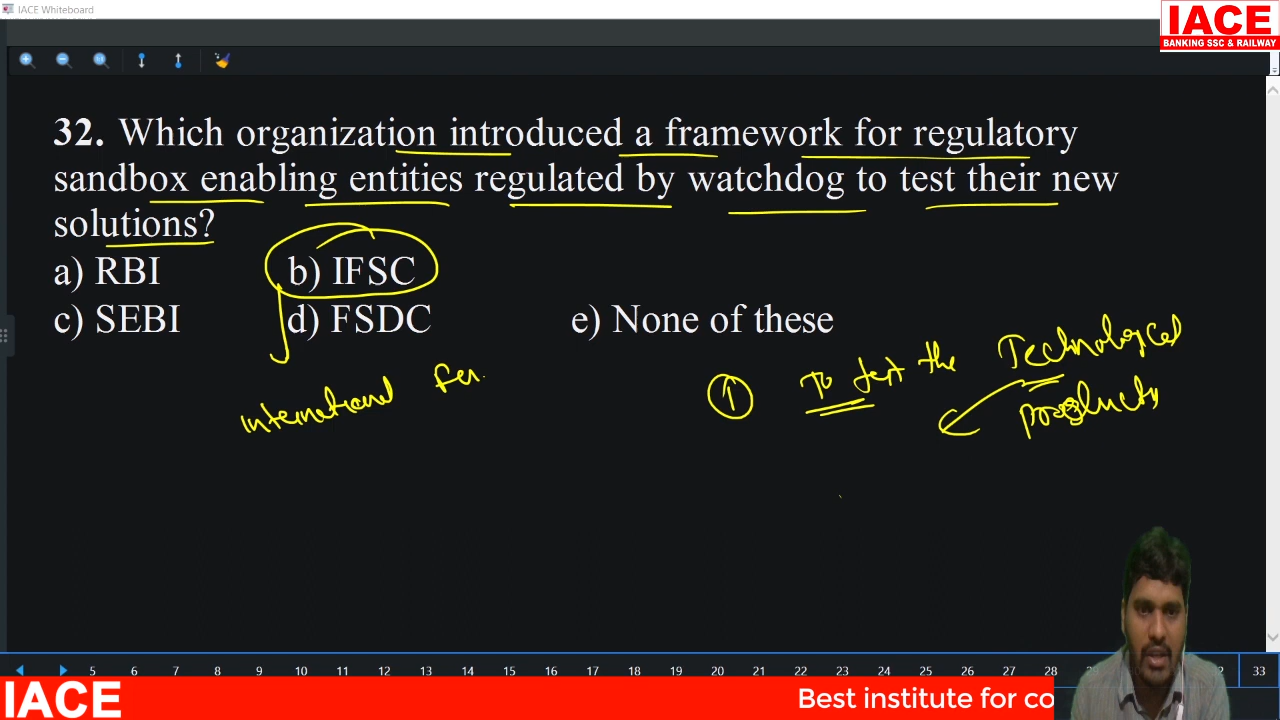 IACE Whiteboard
IACE
BANKING SSC & RAILWAY
32. Which organization introduced a framework for regulatory
sandbox enabling entities regulated by watchdog to test their new
solutions?
a) RBI b) IFSC
c) SEBI d) FSDC e) None of these
international
1 To test the Technological
products
5 6 7 8 9 10 11 12 13 14 15 16 17 18 19 20 21 22 23 24 25 26 27 28 33
IACE Best institute for co